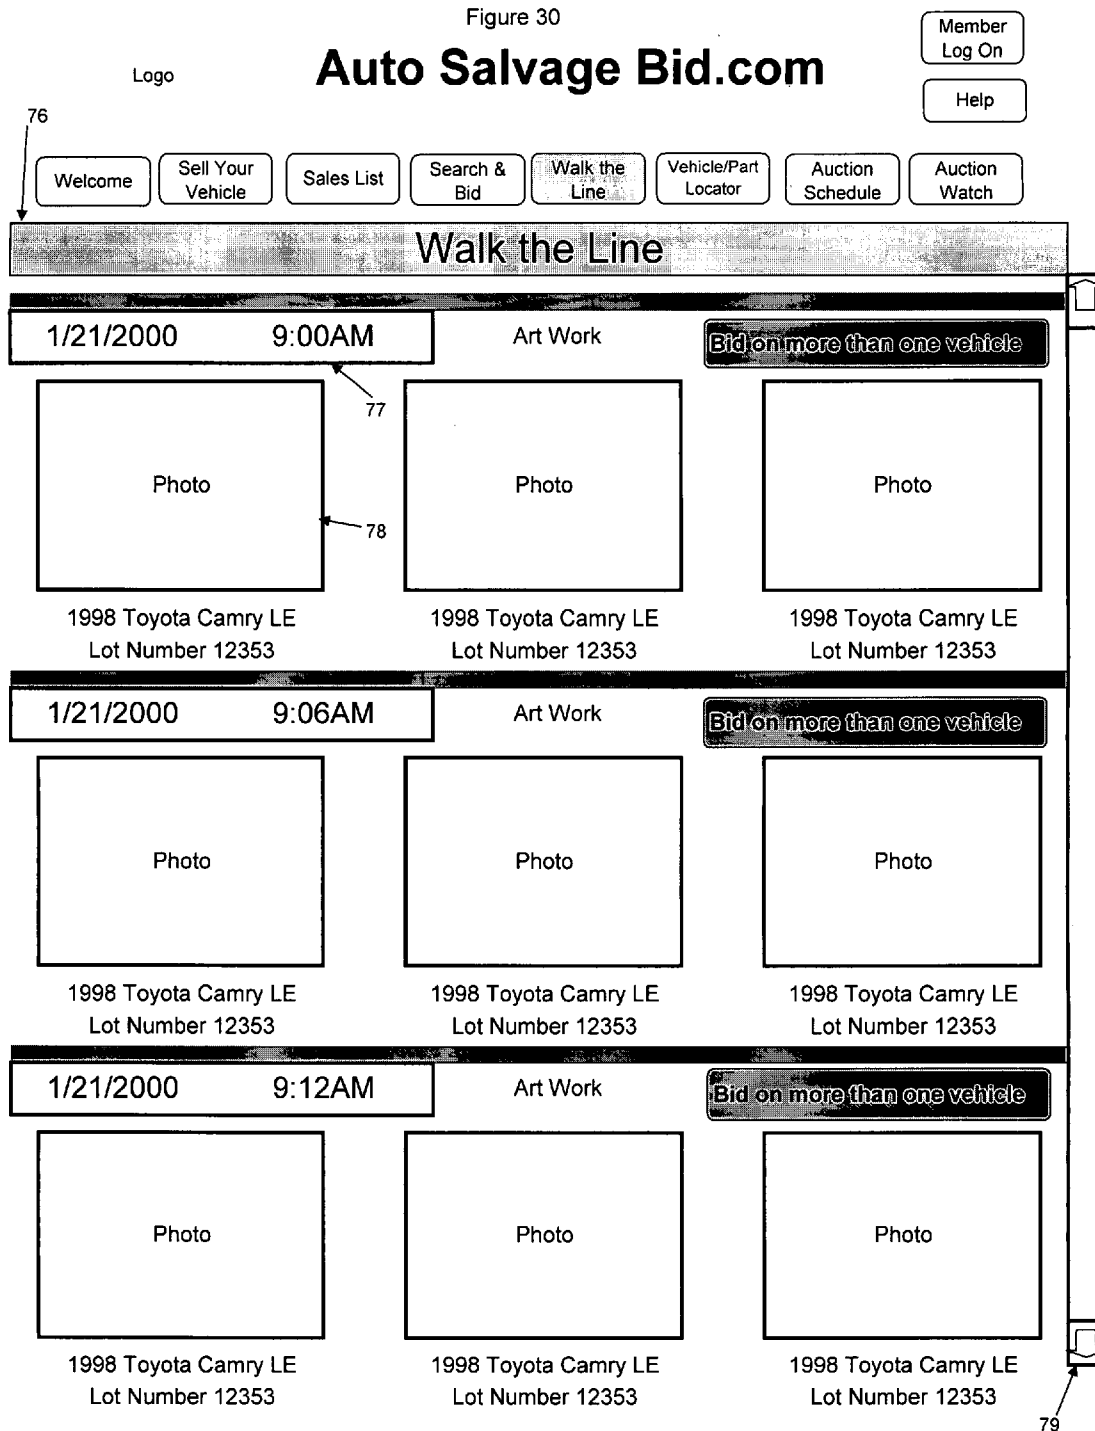 Figure 30
Member
Log On
Logo
Auto Salvage Bid.com
Help
76
Welcome
Sell Your
Vehicle
Sales List
Search &
Bid
Walk the
Line
Vehicle/Part
Locator
Auction
Schedule
Auction
Watch
Walk the Line
1/21/2000 9:00AM Art Work Bid on more than one vehicle
77
Photo Photo Photo
78
1998 Toyota Camry LE 1998 Toyota Camry LE 1998 Toyota Camry LE
Lot Number 12353 Lot Number 12353 Lot Number 12353
1/21/2000 9:06AM Art Work Bid on more than one vehicle
Photo Photo Photo
1998 Toyota Camry LE 1998 Toyota Camry LE 1998 Toyota Camry LE
Lot Number 12353 Lot Number 12353 Lot Number 12353
1/21/2000 9:12AM Art Work Bid on more than one vehicle
Photo Photo Photo
1998 Toyota Camry LE 1998 Toyota Camry LE 1998 Toyota Camry LE
Lot Number 12353 Lot Number 12353 Lot Number 12353
79